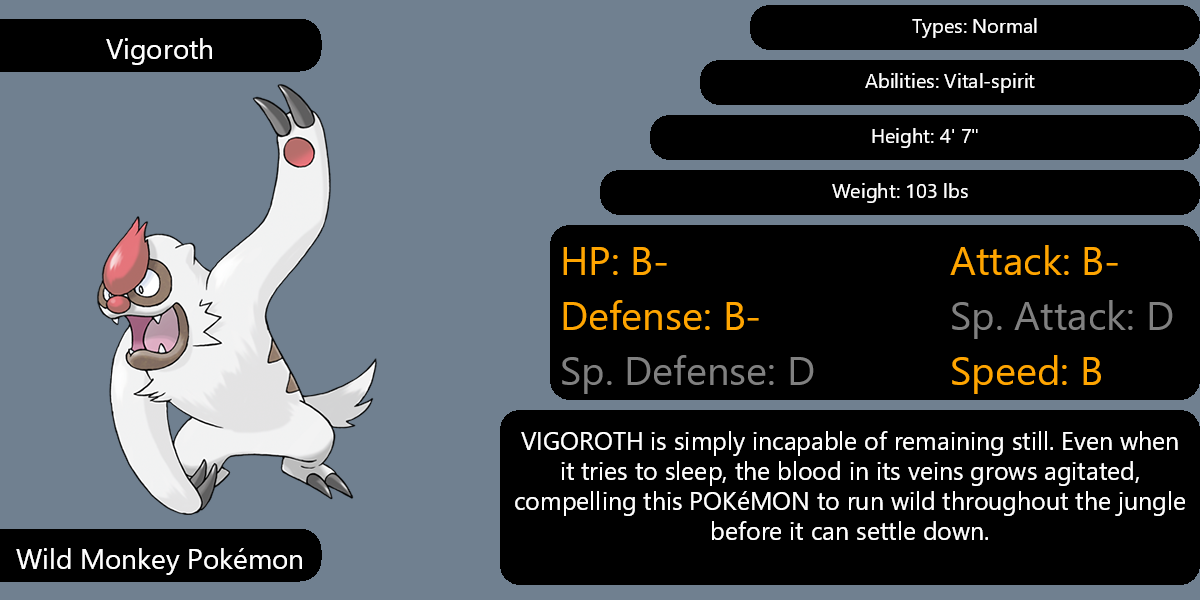 Vigoroth
Types: Normal
Abilities: Vital-spirit
Height: 4' 7"
Weight: 103 lbs
HP: B-
Attack: B-
Defense: B-
Sp. Attack: D
Sp. Defense: D
Speed: B
VIGOROTH is simply incapable of remaining still. Even when
it tries to sleep, the blood in its veins grows agitated,
compelling this POKéMON to run wild throughout the jungle
before it can settle down.
Wild Monkey Pokémon